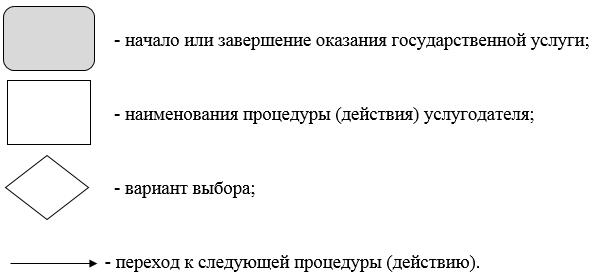 - начало или завершение оказания государственной услуги;
- наименования процедуры (действия) услугодателя;
- вариант выбора;
- переход к следующей процедуры (действию).